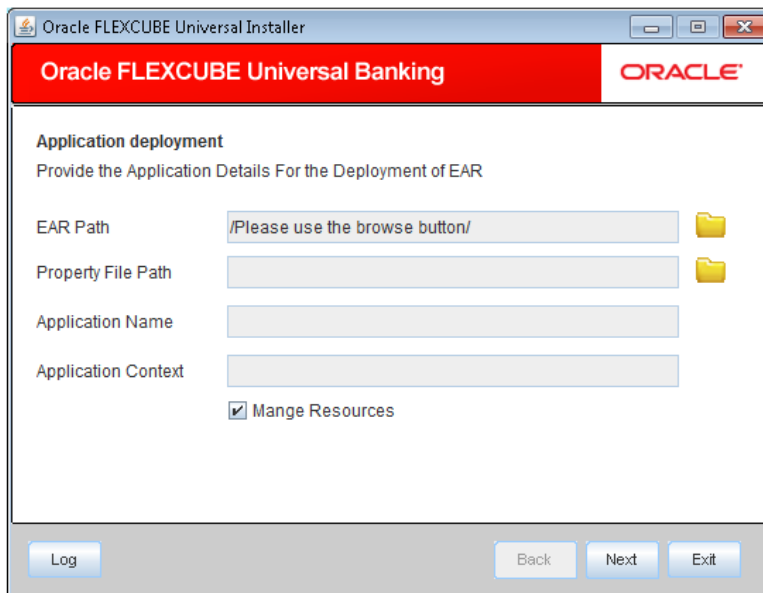 Oracle FLEXCUBE Universal Installer
Oracle FLEXCUBE Universal Banking
ORACLE
Application deployment
Provide the Application Details For the Deployment of EAR
EAR Path /Please use the browse button/
Property File Path
Application Name
Application Context
Mange Resources
Log Back Next Exit